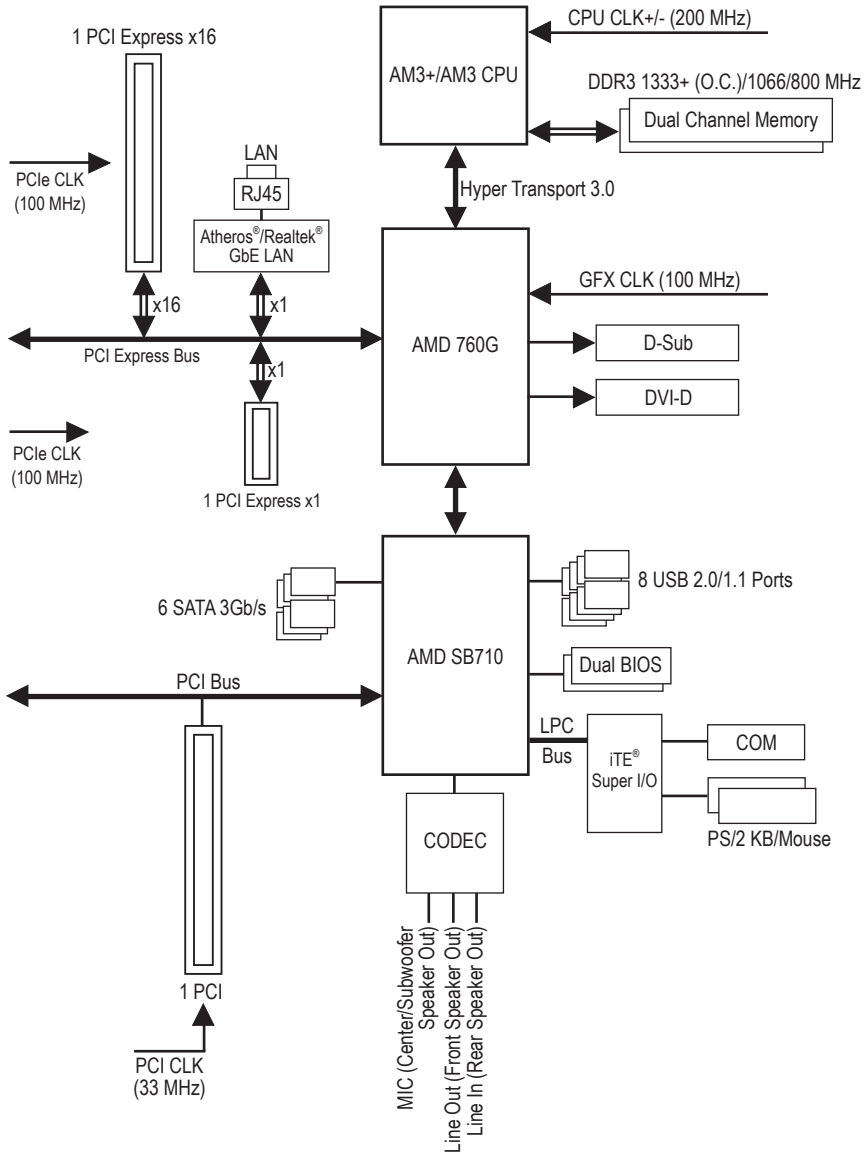 1 PCI Express x16
CPU CLK+/- (200 MHz)
AM3+/AM3 CPU
DDR3 1333+ (O.C.)/1066/800 MHz
Dual Channel Memory
PCIe CLK
(100 MHz)
LAN
RJ45
Hyper Transport 3.0
Atheros®/Realtek®
GbE LAN
x16
x1
GFX CLK (100 MHz)
PCI Express Bus
AMD 760G
D-Sub
x1
DVI-D
PCIe CLK
(100 MHz)
1 PCI Express x1
6 SATA 3Gb/s
8 USB 2.0/1.1 Ports
AMD SB710
Dual BIOS
PCI Bus
LPC
Bus
iTE®
Super I/O
COM
PS/2 KB/Mouse
CODEC
MIC (Center/Subwoofer
Speaker Out)
Line Out (Front Speaker Out)
Line In (Rear Speaker Out)
1 PCI
PCI CLK
(33 MHz)